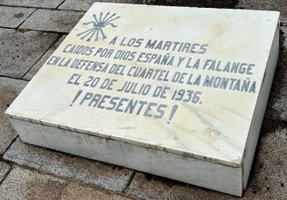 A LOS MARTIRES
CAIDOS POR DIOS ESPAÑA Y LA FALANGE
EN LA DEFENSA DEL CUARTEL DE LA MONTAÑA
EL 20 DE JULIO DE 1936.
¡PRESENTES!